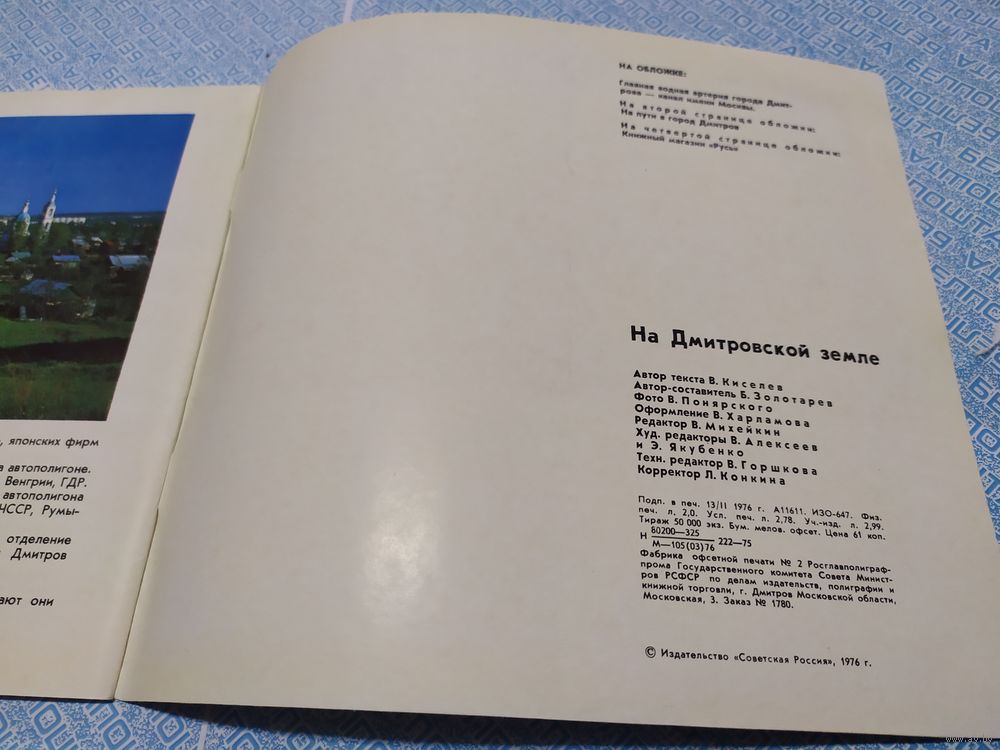 , японских фирм
а автополигоне.
Венгрии, ГДР.
автополигона
ЧССР, Румы-
отделение
Дмитров
ают они
НА ОБЛОЖКЕ:
Главная водная артерия города Дмит-
рова — канал имени Москвы.
На второй странице обложки:
На пути в город Дмитров
На четвертой странице обложки:
Книжный магазин «Русь»
На Дмитровской земле
Автор текста В. Киселев
Автор-составитель Б. Золотарев
Фото В. Понярского
Оформление В. Харламова
Редактор В. Михейкин
Худ. редакторы В. Алексеев
и Э. Якубенко
Техн. редактор В. Горшкова
Корректор Л. Конкина
Подп. в печ. 13/II 1976 г. А11611. ИЗО-647. Физ.
печ. л. 2,0. Усл. печ. л. 2,78. Уч.-изд. л. 2,99.
Тираж 50 000 экз. Бум. мелов. офсет. Цена 61 коп.
80200—325
Н 222—75
М—105(03)76
Фабрика офсетной печати № 2 Росглавполиграф-
прома Государственного комитета Совета Минист-
ров РСФСР по делам издательств, полиграфии и
книжной торговли, г. Дмитров Московской области,
Московская, 3. Заказ № 1780.
© Издательство «Советская Россия», 1976 г.
БЕЛПОШТА
www.ay.by